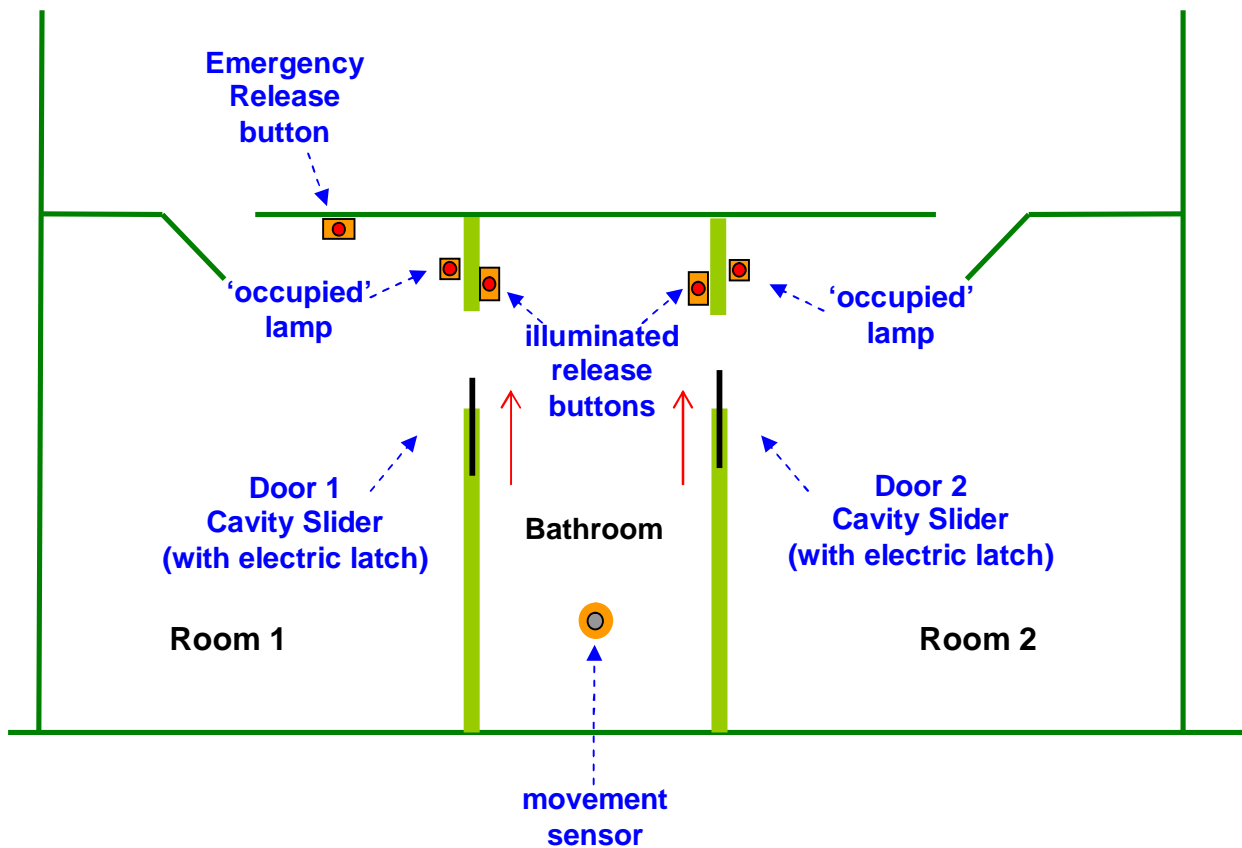 Emergency
Release
button
‘occupied’
lamp
illuminated
release
buttons
‘occupied’
lamp
Door 1
Cavity Slider
(with electric latch)
Door 2
Cavity Slider
(with electric latch)
Bathroom
Room 1
Room 2
movement
sensor